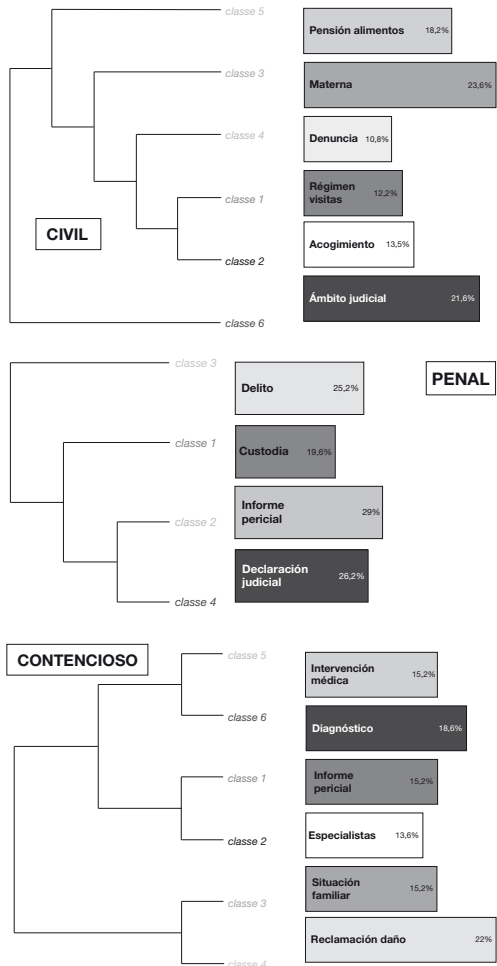 classe 5
Pensión alimentos 18,2%
classe 3
Materna 23,6%
classe 4
Denuncia 10,8%
classe 1
Régimen
visitas 12,2%
CIVIL
classe 2
Acogimiento 13,5%
Ámbito judicial 21,6%
classe 6
classe 3
PENAL
Delito 25,2%
classe 1
Custodia 19,6%
Informe
pericial 29%
classe 2
Declaración
judicial 26,2%
classe 4
CONTENCIOSO
classe 5
Intervención
médica 15,2%
classe 6
Diagnóstico 18,6%
classe 1
Informe
pericial 15,2%
classe 2
Especialistas 13,6%
classe 3
Situación
familiar 15,2%
Reclamación daño 22%
classe 4